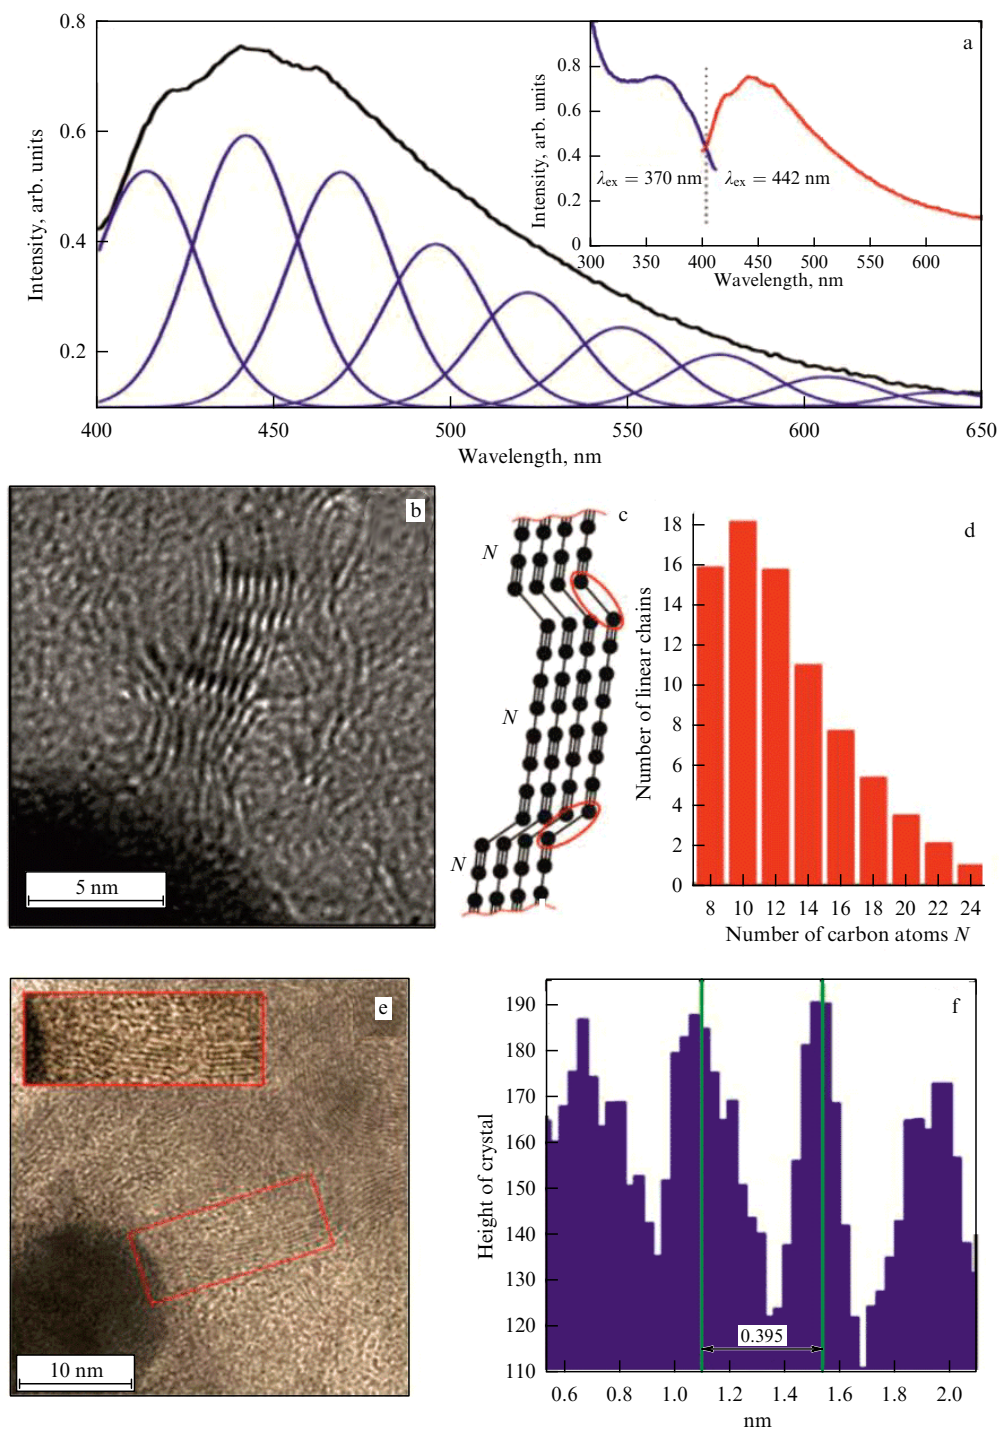 0.8
0.6
0.4
0.2
Intensity, arb. units
400
450
500
550
600
650
Wavelength, nm
a
0.8
0.6
0.4
0.2
0
Intensity, arb. units
λex = 370 nm
λex = 442 nm
300
350
400
450
500
550
600
Wavelength, nm
b
5 nm
c
N
N
N
d
18
16
14
12
10
8
6
4
2
0
Number of linear chains
8 10 12 14 16 18 20 22 24
Number of carbon atoms N
e
10 nm
f
190
180
170
160
150
140
130
120
110
Height of crystal
0.395
0.6 0.8 1.0 1.2 1.4 1.6 1.8 2.0
nm